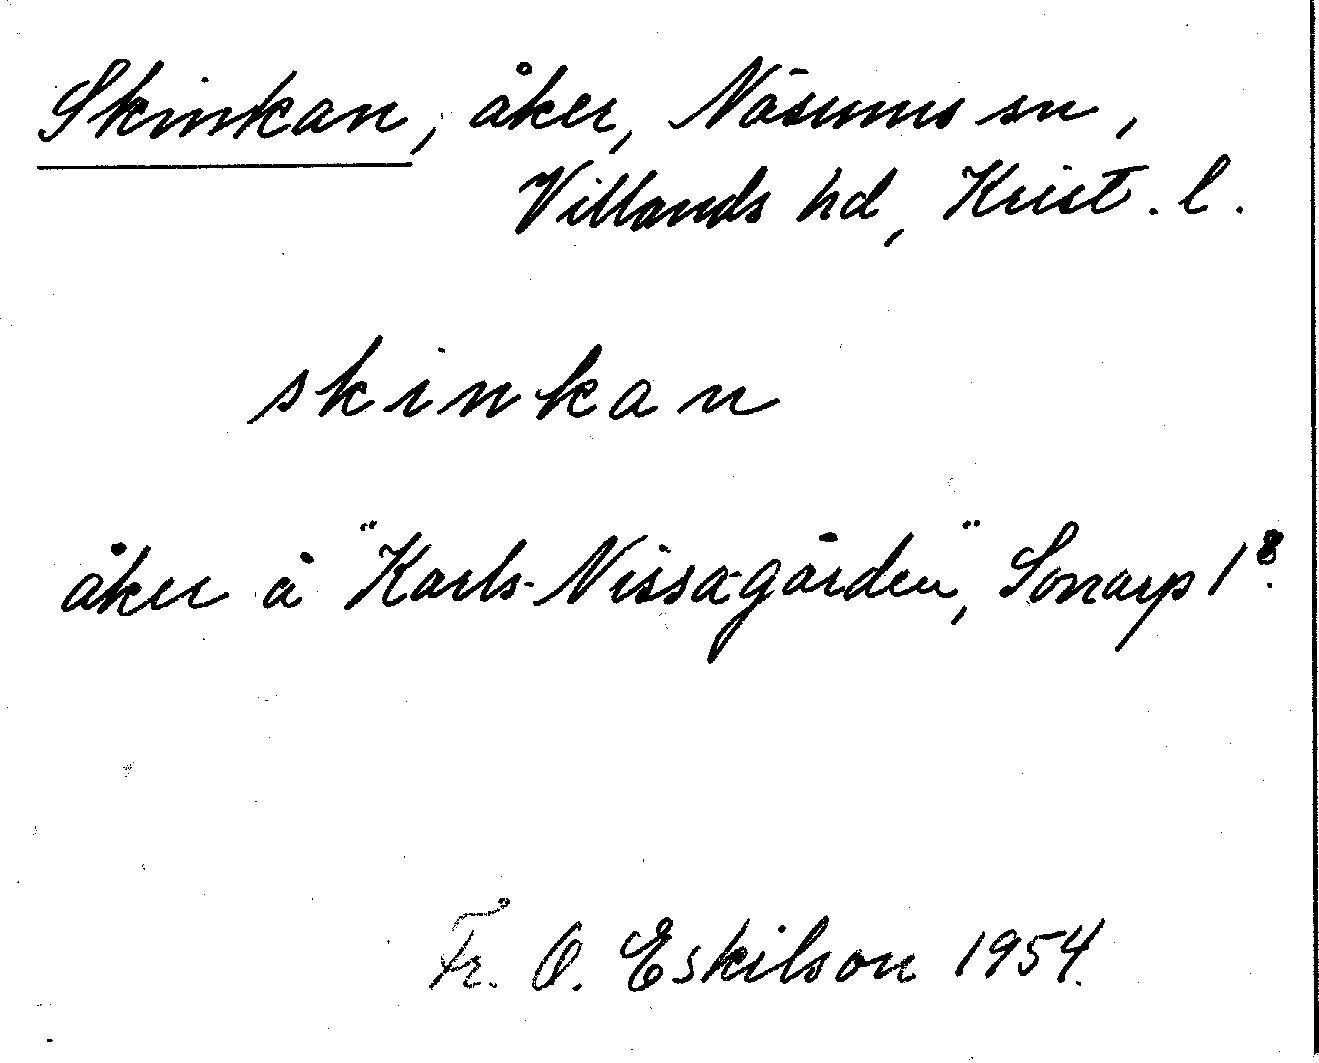 Skinkan, åker, Näsums sn,
Villands hd, Krist. l.
skinkan
åker å "Karls-Nissagården", Sonarp 1⁸.
Fr. O. Eskilson 1954.